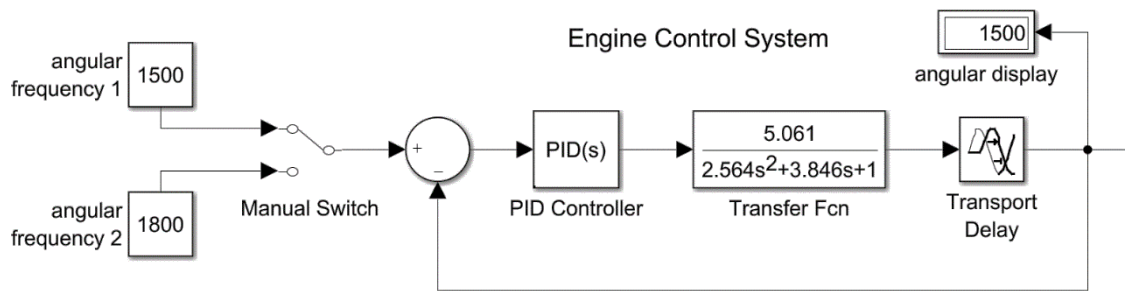 Engine Control System
angular
frequency 1
1500
1500
angular display
+
−
PID(s)
5.061
2.564s²+3.846s+1
Manual Switch
PID Controller
Transfer Fcn
Transport
Delay
angular
frequency 2
1800